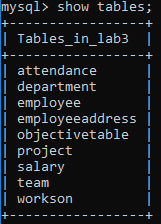 mysql> show tables;
+-----------------+
| Tables_in_lab3  |
+-----------------+
| attendance      |
| department      |
| employee        |
| employeeaddress |
| objectivetable  |
| project         |
| salary          |
| team            |
| workson         |
+-----------------+